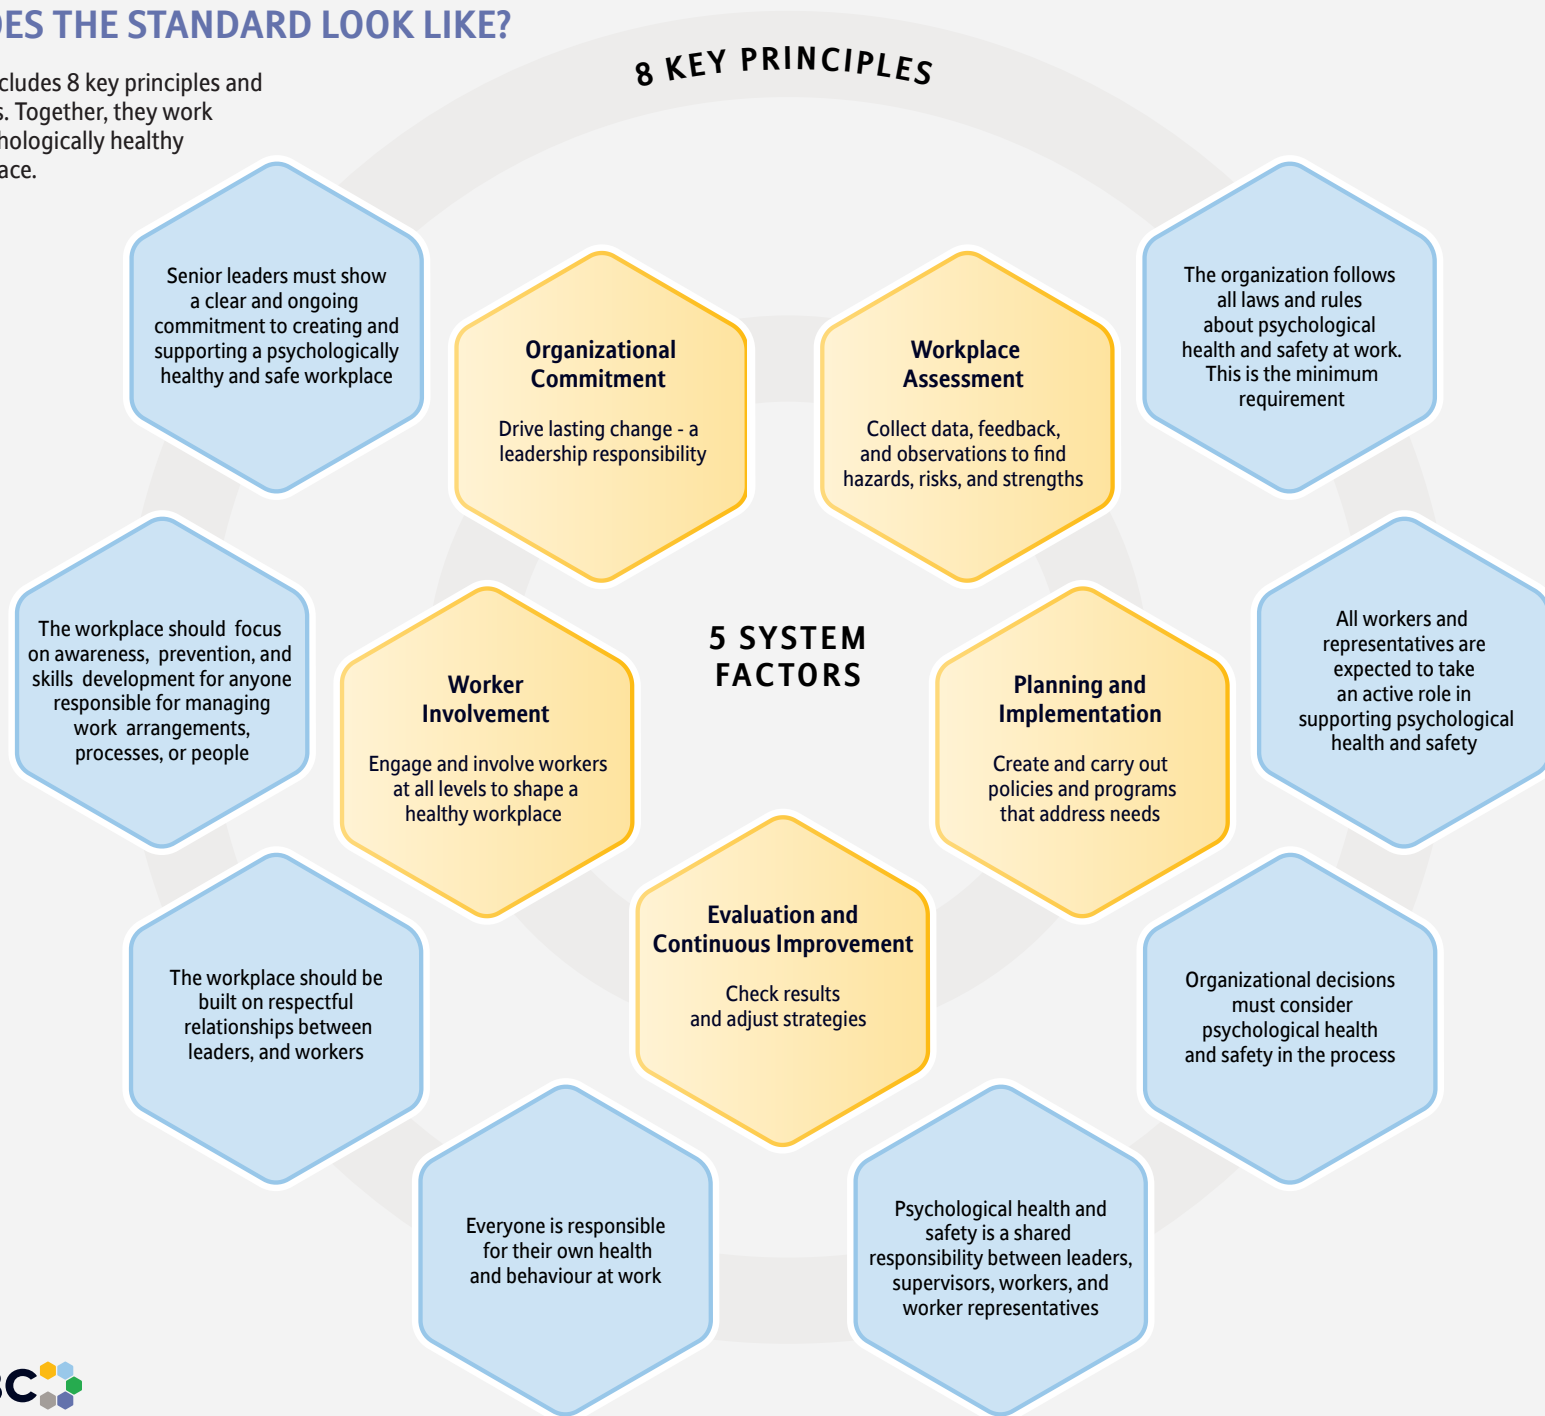 DES THE STANDARD LOOK LIKE?
cludes 8 key principles and
s. Together, they work
hologically healthy
ace.
8 KEY PRINCIPLES
Senior leaders must show
a clear and ongoing
commitment to creating and
supporting a psychologically
healthy and safe workplace
Organizational
Commitment
Drive lasting change - a
leadership responsibility
Workplace
Assessment
Collect data, feedback,
and observations to find
hazards, risks, and strengths
The organization follows
all laws and rules
about psychological
health and safety at work.
This is the minimum
requirement
The workplace should focus
on awareness, prevention, and
skills development for anyone
responsible for managing
work arrangements,
processes, or people
Worker
Involvement
Engage and involve workers
at all levels to shape a
healthy workplace
5 SYSTEM
FACTORS
Planning and
Implementation
Create and carry out
policies and programs
that address needs
All workers and
representatives are
expected to take
an active role in
supporting psychological
health and safety
Evaluation and
Continuous Improvement
Check results
and adjust strategies
The workplace should be
built on respectful
relationships between
leaders, and workers
Organizational decisions
must consider
psychological health
and safety in the process
Everyone is responsible
for their own health
and behaviour at work
Psychological health and
safety is a shared
responsibility between leaders,
supervisors, workers, and
worker representatives
BC